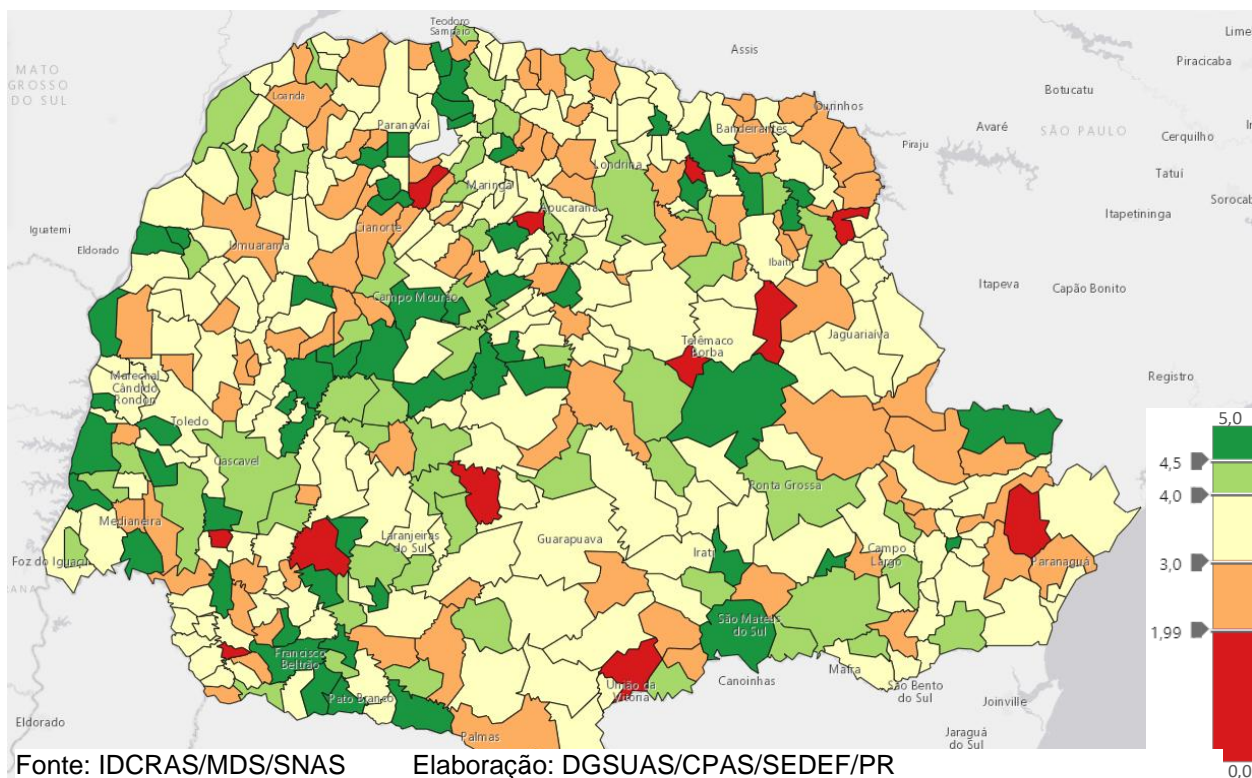 Teodoro
Sampaio
Assis
Lime
Piracicaba
MATO
GROSSO
DO SUL
Botucatu
Loanda
Ourinhos
Paranavaí
Bandeirantes
Avaré
SÃO PAULO
Cerquilho
Piraju
Londrina
Tatuí
Maringá
Apucarana
Itapetininga
Sorocab
Iguatemi
Umuarama
Cianorte
Eldorado
Ibaiti
Itapeva
Capão Bonito
Campo Mourão
Jaguariaíva
Telêmaco
Borba
Marechal
Cândido
Rondon
Registro
Toledo
Cascavel
Ponta Grossa
Medianeira
Laranjeiras
do Sul
Guarapuava
Irati
Campo
Largo
Foz do Iguaçu
Paranaguá
São Mateus
do Sul
Francisco
Beltrão
União da
Vitória
Canoinhas
Mafra
Pato Branco
São Bento
do Sul
Joinville
Eldorado
Palmas
Jaraguá
do Sul
5,0
4,5
4,0
3,0
1,99
0,0
Fonte: IDCRAS/MDS/SNAS Elaboração: DGSUAS/CPAS/SEDEF/PR